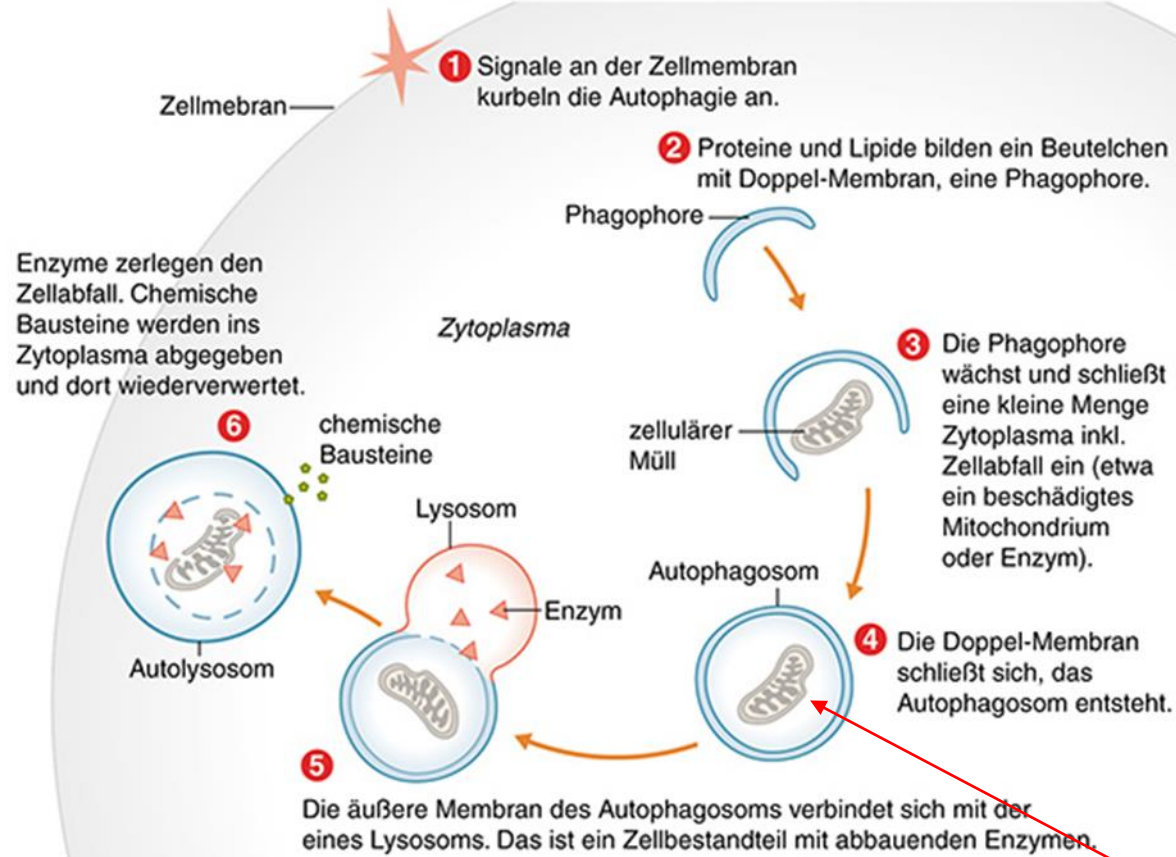 1 Signale an der Zellmembran
kurbeln die Autophagie an.
Zellmebran
2 Proteine und Lipide bilden ein Beutelchen
mit Doppel-Membran, eine Phagophore.
Phagophore
Enzyme zerlegen den
Zellabfall. Chemische
Bausteine werden ins
Zytoplasma abgegeben
und dort wiederverwertet.
6
Zytoplasma
3 Die Phagophore
wächst und schließt
eine kleine Menge
Zytoplasma inkl.
Zellabfall ein (etwa
ein beschädigtes
Mitochondrium
oder Enzym).
zellulärer
Müll
chemische
Bausteine
Lysosom
Enzym
Autolysosom
Autophagosom
4 Die Doppel-Membran
schließt sich, das
Autophagosom entsteht.
5
Die äußere Membran des Autophagosoms verbindet sich mit der
eines Lysosoms. Das ist ein Zellbestandteil mit abbauenden Enzymen.